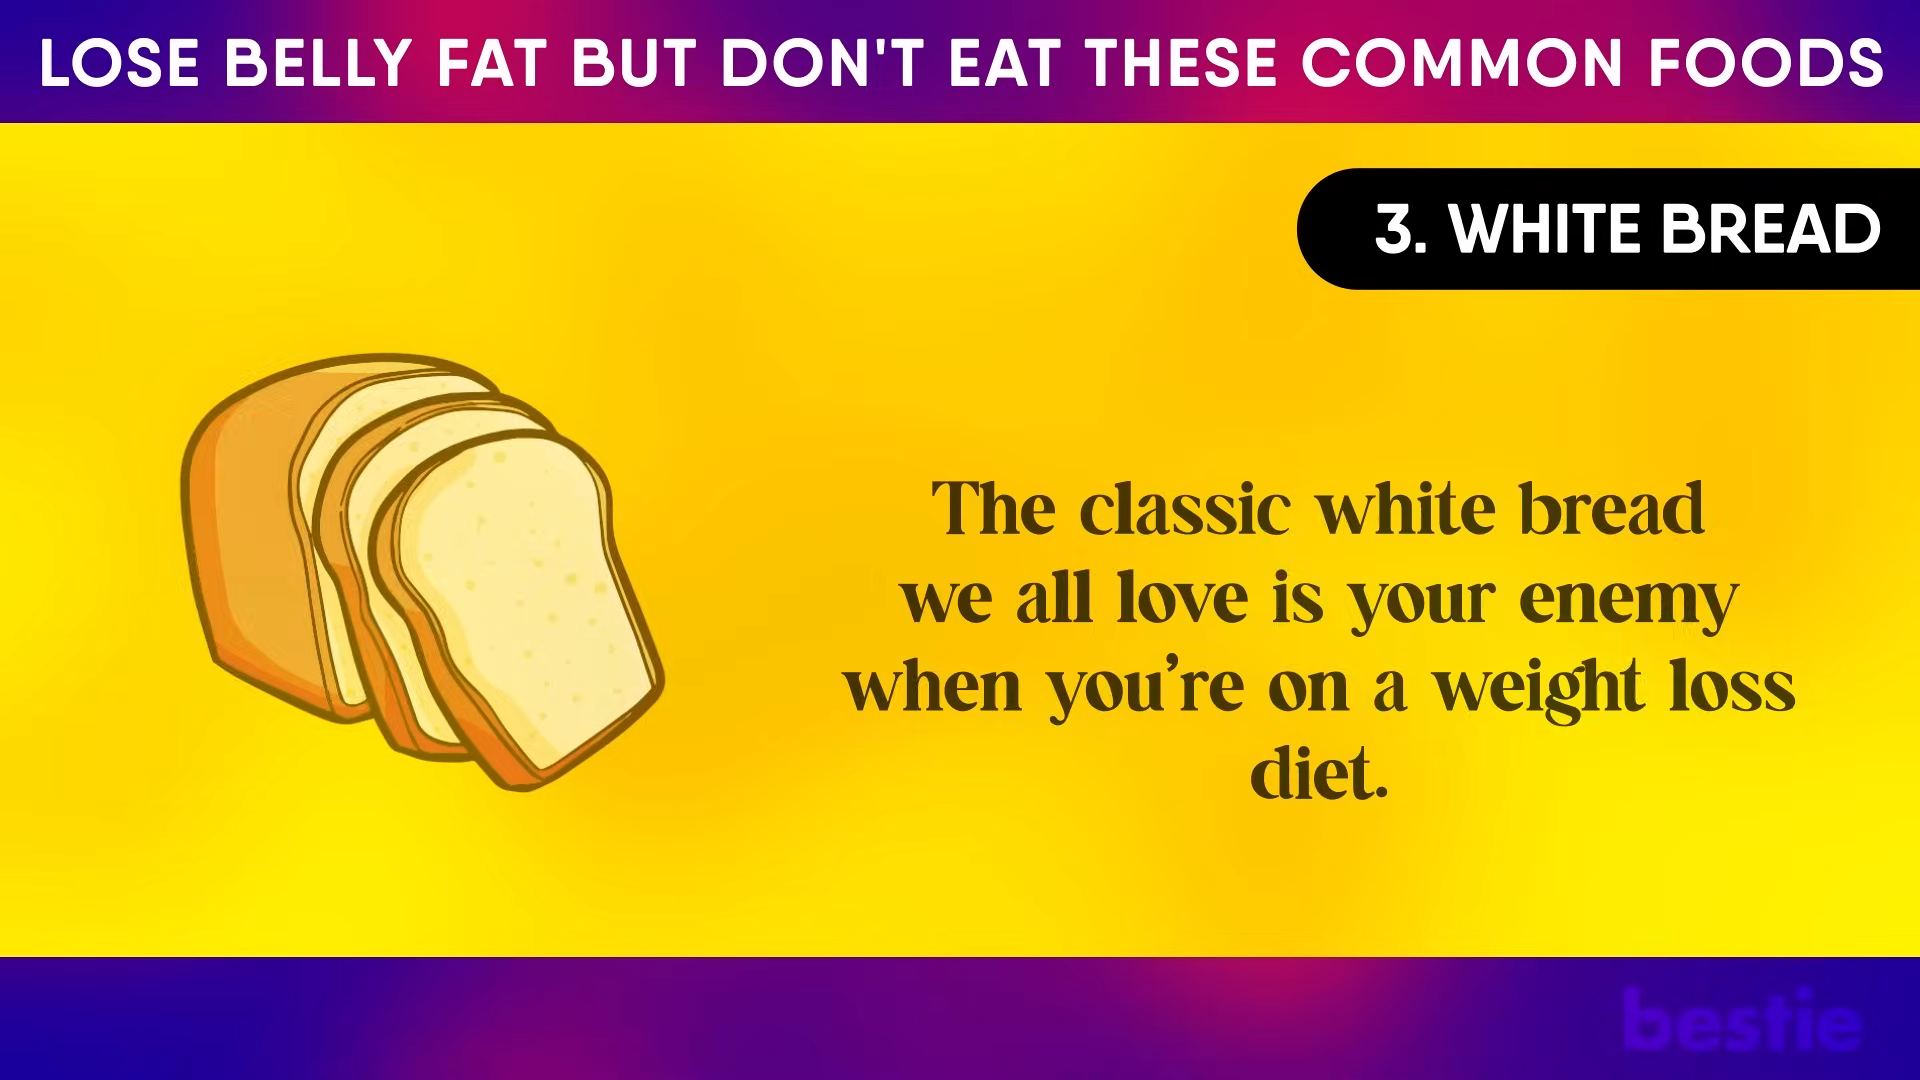 LOSE BELLY FAT BUT DON'T EAT THESE COMMON FOODS
3. WHITE BREAD
The classic white bread
we all love is your enemy
when you’re on a weight loss
diet.
bestie